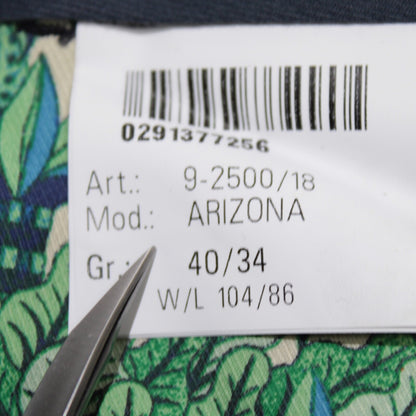 0291377256
Art.: 9-2500/18
Mod.: ARIZONA
Gr.: 40/34
W/L 104/86